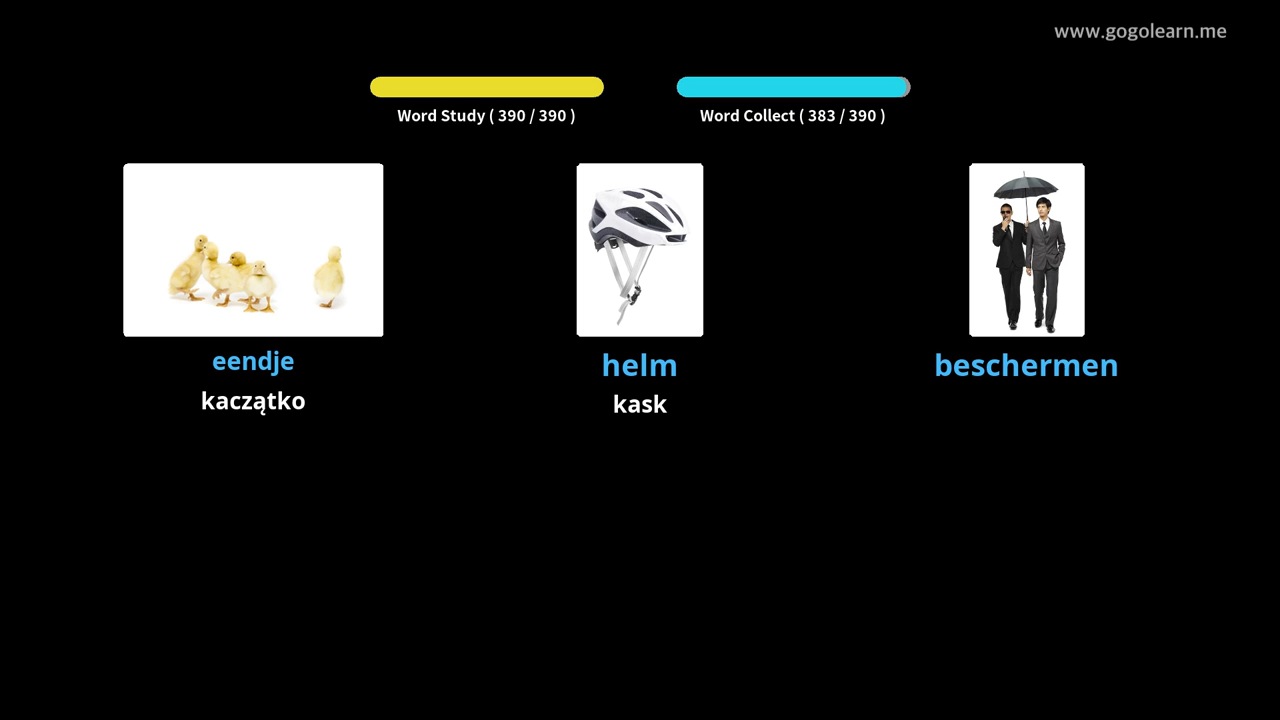 www.gogolearn.me
Word Study ( 390 / 390 )
Word Collect ( 383 / 390 )
eendje
helm
beschermen
kaczątko
kask